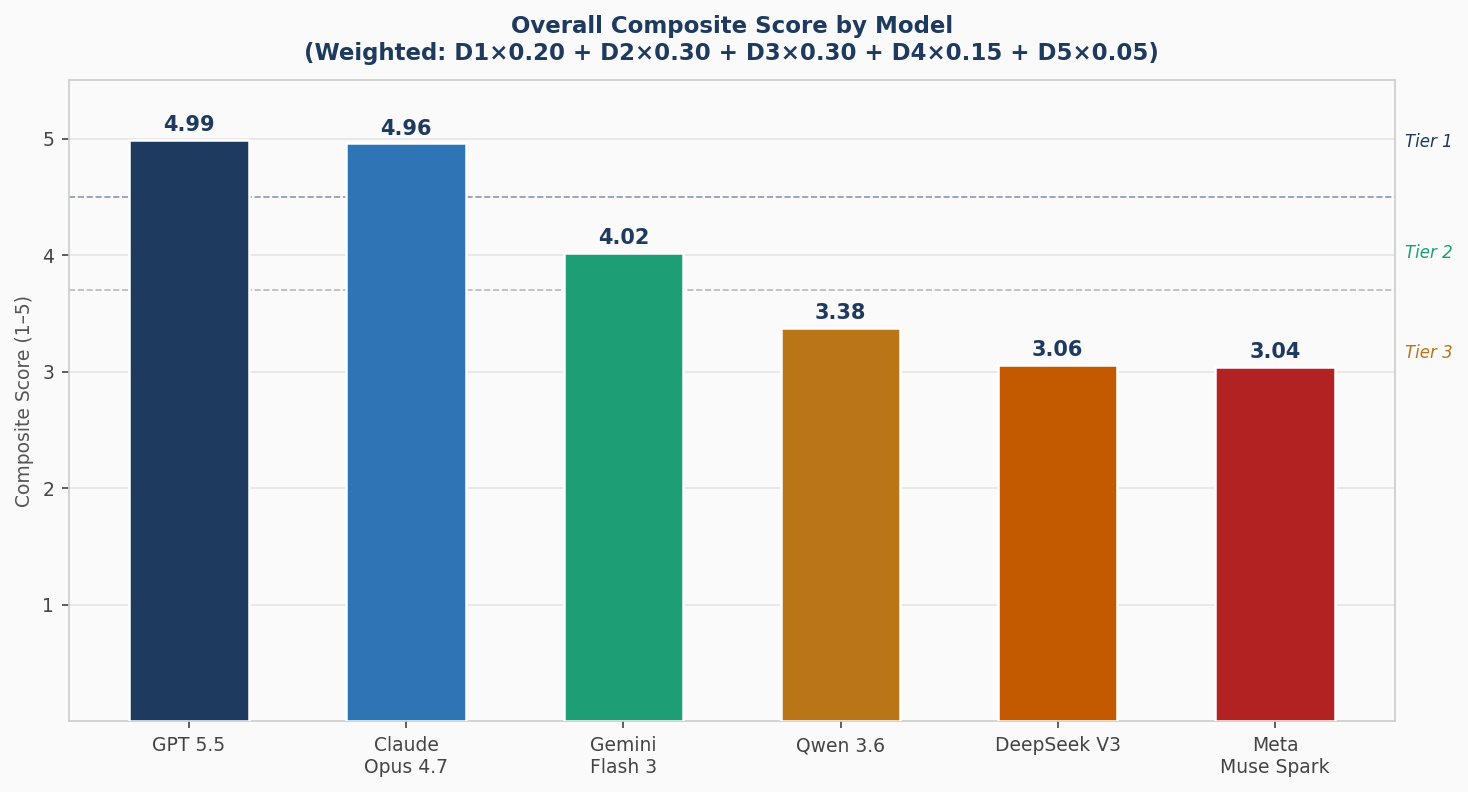 Overall Composite Score by Model
(Weighted: D1×0.20 + D2×0.30 + D3×0.30 + D4×0.15 + D5×0.05)
Composite Score (1–5)
5
4
3
2
1
4.99
4.96
4.02
3.38
3.06
3.04
Tier 1
Tier 2
Tier 3
GPT 5.5
Claude
Opus 4.7
Gemini
Flash 3
Qwen 3.6
DeepSeek V3
Meta
Muse Spark